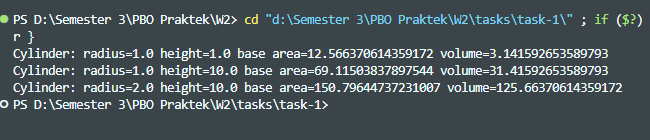 PS D:\Semester 3\PBO Praktek\W2> cd "d:\Semester 3\PBO Praktek\W2\tasks\task-1\" ; if ($?)
r }
Cylinder: radius=1.0 height=1.0 base area=12.566370614359172 volume=3.141592653589793
Cylinder: radius=1.0 height=10.0 base area=69.11503837897544 volume=31.41592653589793
Cylinder: radius=2.0 height=10.0 base area=150.79644737231007 volume=125.66370614359172
PS D:\Semester 3\PBO Praktek\W2\tasks\task-1>